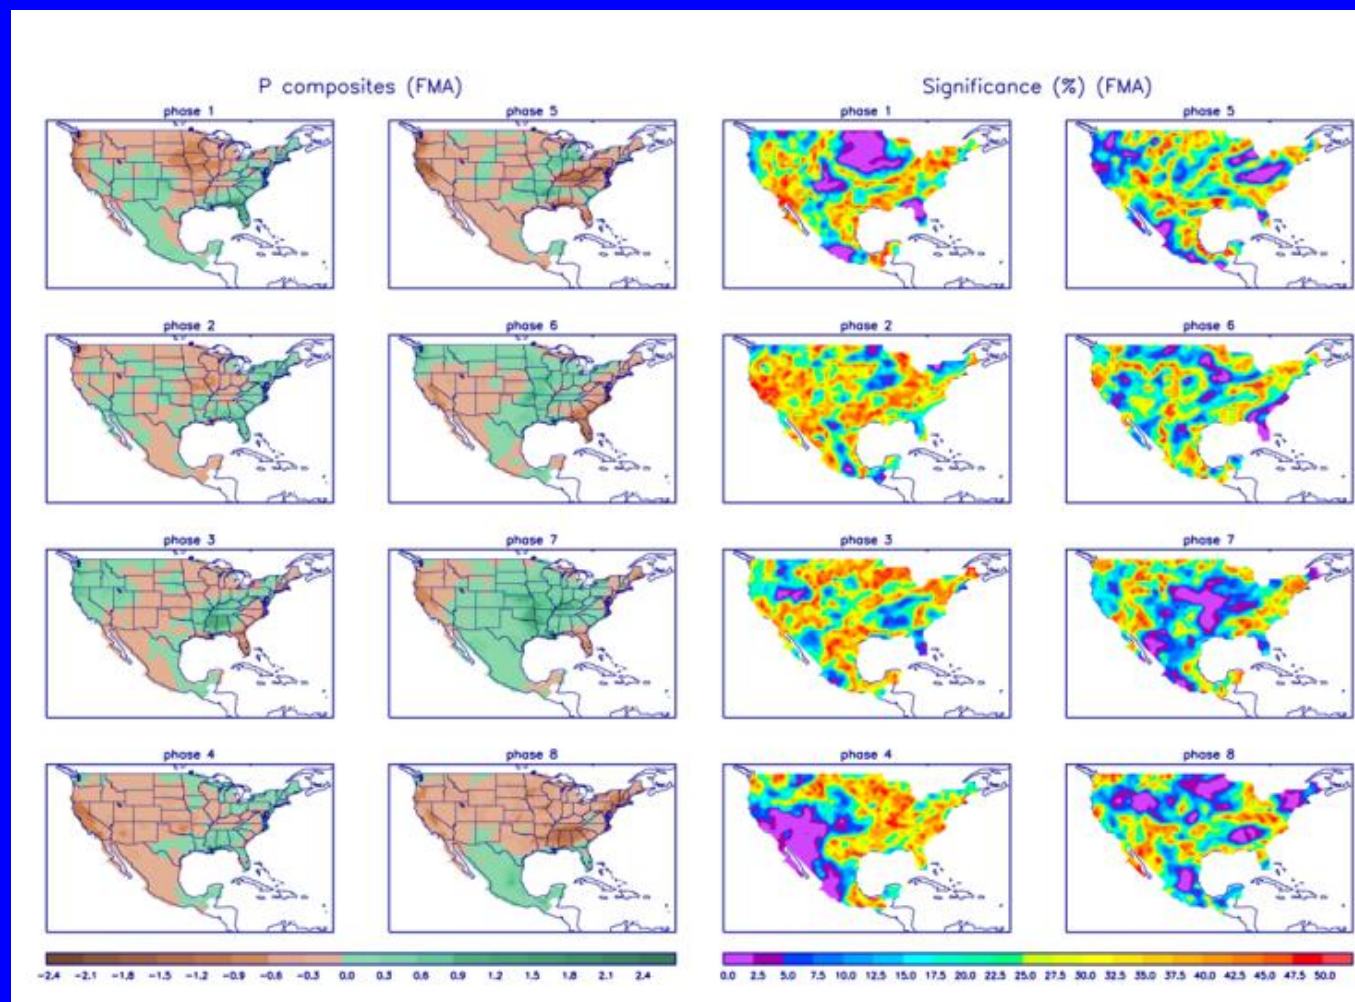 P composites (FMA) Significance (%) (FMA)
phase 1 phase 5 phase 1 phase 5
phase 2 phase 6 phase 2 phase 6
phase 3 phase 7 phase 3 phase 7
phase 4 phase 8 phase 4 phase 8
-2.4 -2.1 -1.8 -1.5 -1.2 -0.9 -0.6 -0.3 0.0 0.3 0.6 0.9 1.2 1.5 1.8 2.1 2.4 0.0 2.5 5.0 7.5 10.0 12.5 15.0 17.5 20.0 22.5 25.0 27.5 30.0 32.5 35.0 37.5 40.0 42.5 45.0 47.5 50.0